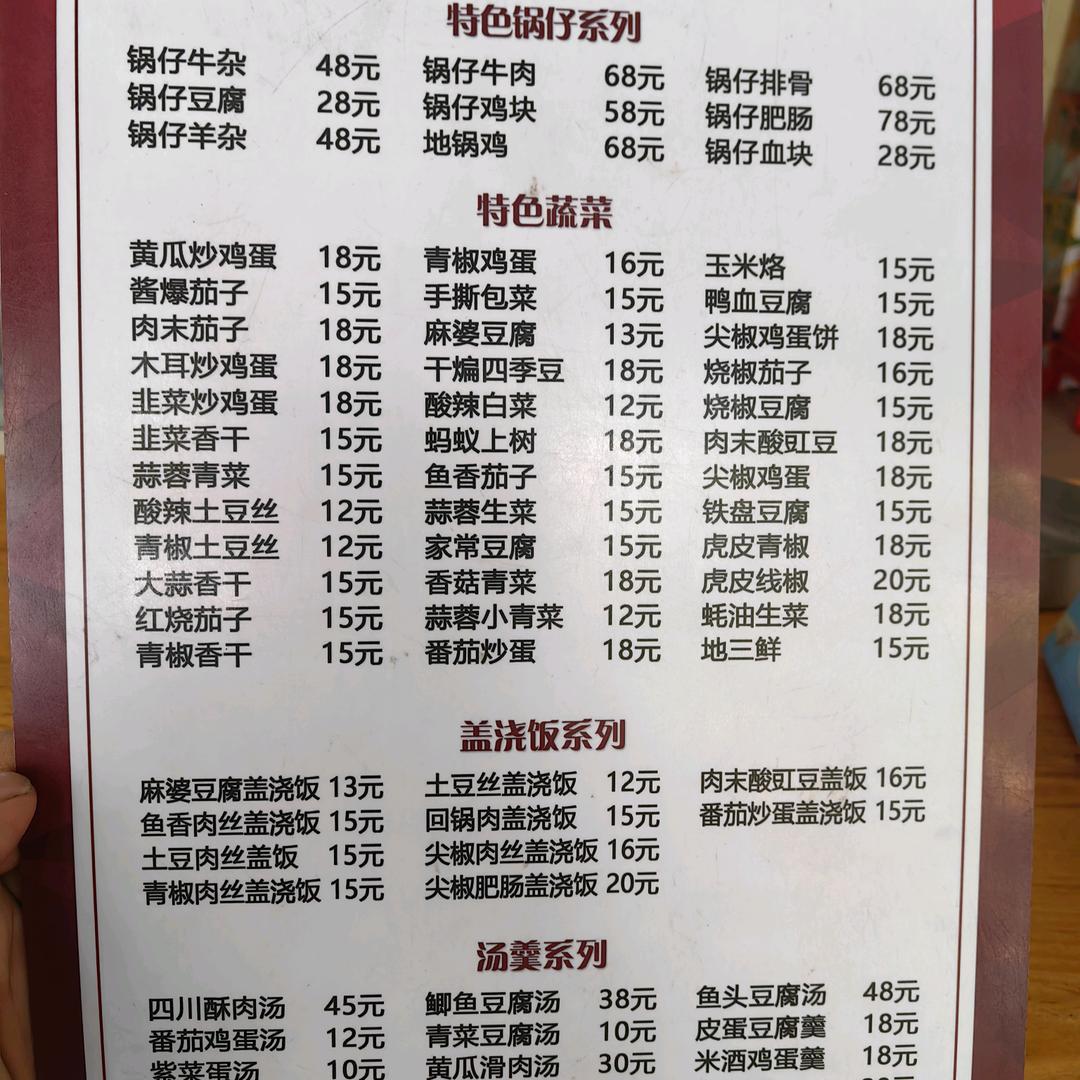 特色锅仔系列
锅仔牛杂 48元 锅仔牛肉 68元 锅仔排骨 68元
锅仔豆腐 28元 锅仔鸡块 58元 锅仔肥肠 78元
锅仔羊杂 48元 地锅鸡 68元 锅仔血块 28元
特色蔬菜
黄瓜炒鸡蛋 18元 青椒鸡蛋 16元 玉米烙 15元
酱爆茄子 15元 手撕包菜 15元 鸭血豆腐 15元
肉末茄子 18元 麻婆豆腐 13元 尖椒鸡蛋饼 18元
木耳炒鸡蛋 18元 干煸四季豆 18元 烧椒茄子 16元
韭菜炒鸡蛋 18元 酸辣白菜 12元 烧椒豆腐 15元
韭菜香干 15元 蚂蚁上树 18元 肉末酸豇豆 18元
蒜蓉青菜 15元 鱼香茄子 15元 尖椒鸡蛋 18元
酸辣土豆丝 12元 蒜蓉生菜 15元 铁盘豆腐 15元
青椒土豆丝 12元 家常豆腐 15元 虎皮青椒 18元
大蒜香干 15元 香菇青菜 18元 虎皮线椒 20元
红烧茄子 15元 蒜蓉小青菜 12元 蚝油生菜 18元
青椒香干 15元 番茄炒蛋 18元 地三鲜 15元
盖浇饭系列
麻婆豆腐盖浇饭 13元 土豆丝盖浇饭 12元 肉末酸豇豆盖饭 16元
鱼香肉丝盖浇饭 15元 回锅肉盖浇饭 15元 番茄炒蛋盖浇饭 15元
土豆肉丝盖饭 15元 尖椒肉丝盖浇饭 16元
青椒肉丝盖浇饭 15元 尖椒肥肠盖浇饭 20元
汤羹系列
四川酥肉汤 45元 鲫鱼豆腐汤 38元 鱼头豆腐汤 48元
番茄鸡蛋汤 12元 青菜豆腐汤 10元 皮蛋豆腐羹 18元
紫菜蛋汤 10元 黄瓜滑肉汤 30元 米酒鸡蛋羹 18元